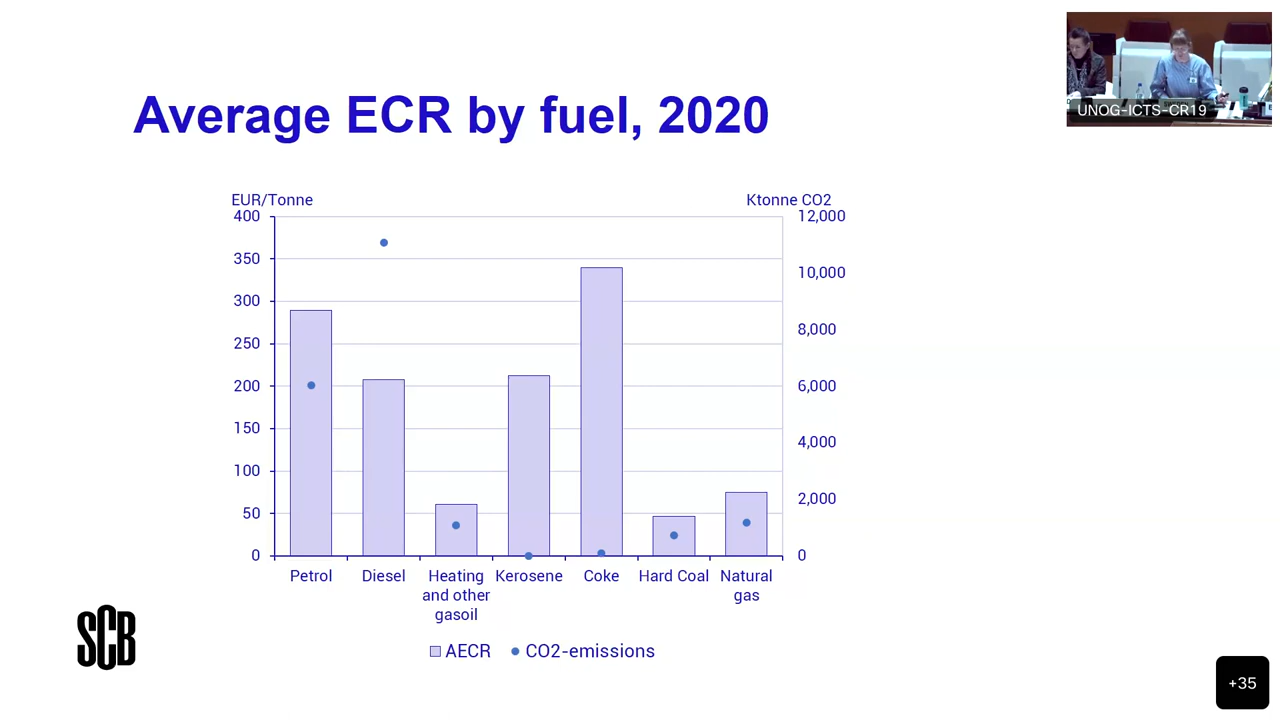 UNOG-ICTS-CR19
Average ECR by fuel, 2020
EUR/Tonne
Ktonne CO2
400
350
300
250
200
150
100
50
0
12,000
10,000
8,000
6,000
4,000
2,000
0
Petrol
Diesel
Heating
and other
gasoil
Kerosene
Coke
Hard Coal
Natural
gas
AECR
CO2-emissions
SCB
+35